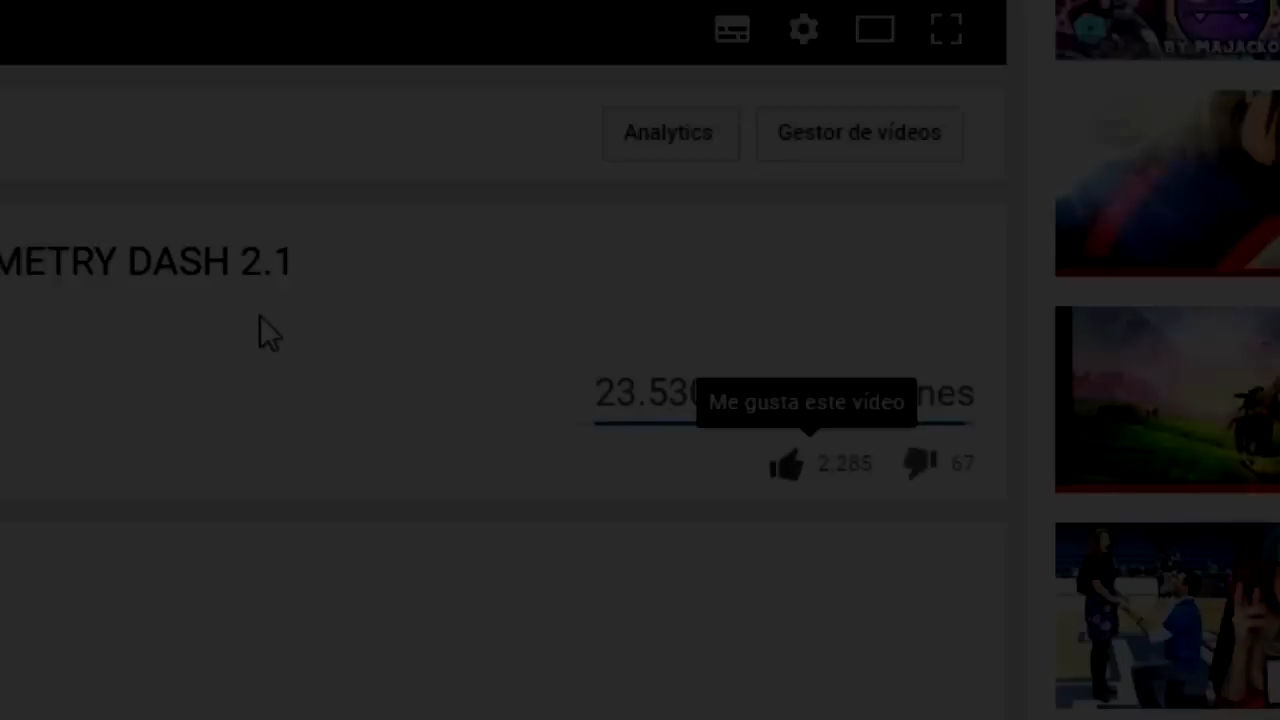 BY MAJACKO
Analytics
Gestor de vídeos
METRY DASH 2.1
23.530 nes
Me gusta este vídeo
2.285
67